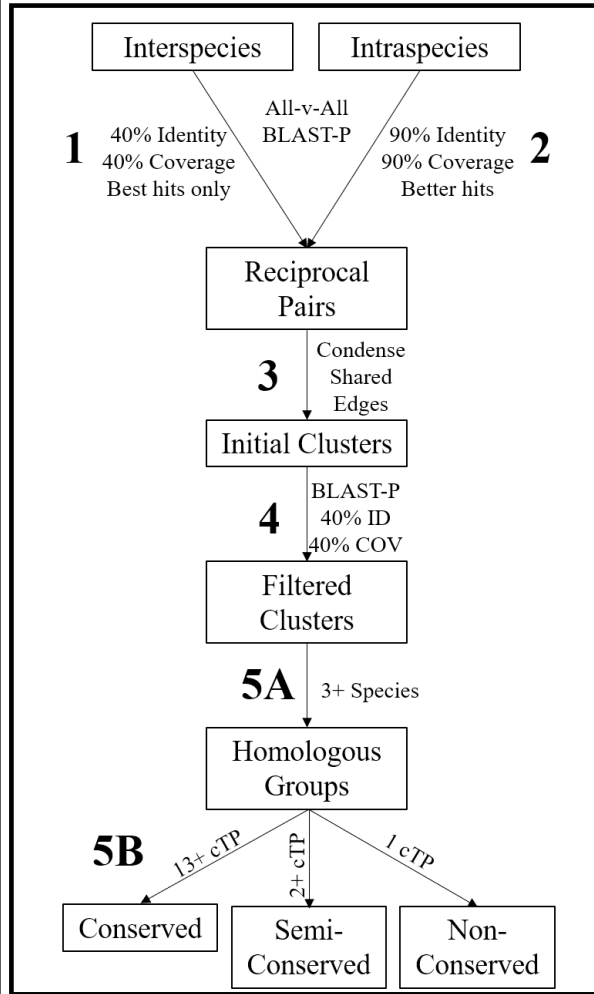 Interspecies
Intraspecies
All-v-All
BLAST-P
1
40% Identity
40% Coverage
Best hits only
90% Identity
90% Coverage
Better hits
2
Reciprocal
Pairs
3
Condense
Shared
Edges
Initial Clusters
4
BLAST-P
40% ID
40% COV
Filtered
Clusters
5A
3+ Species
Homologous
Groups
5B
13+ cTP
2+ cTP
1 cTP
Conserved
Semi-
Conserved
Non-
Conserved